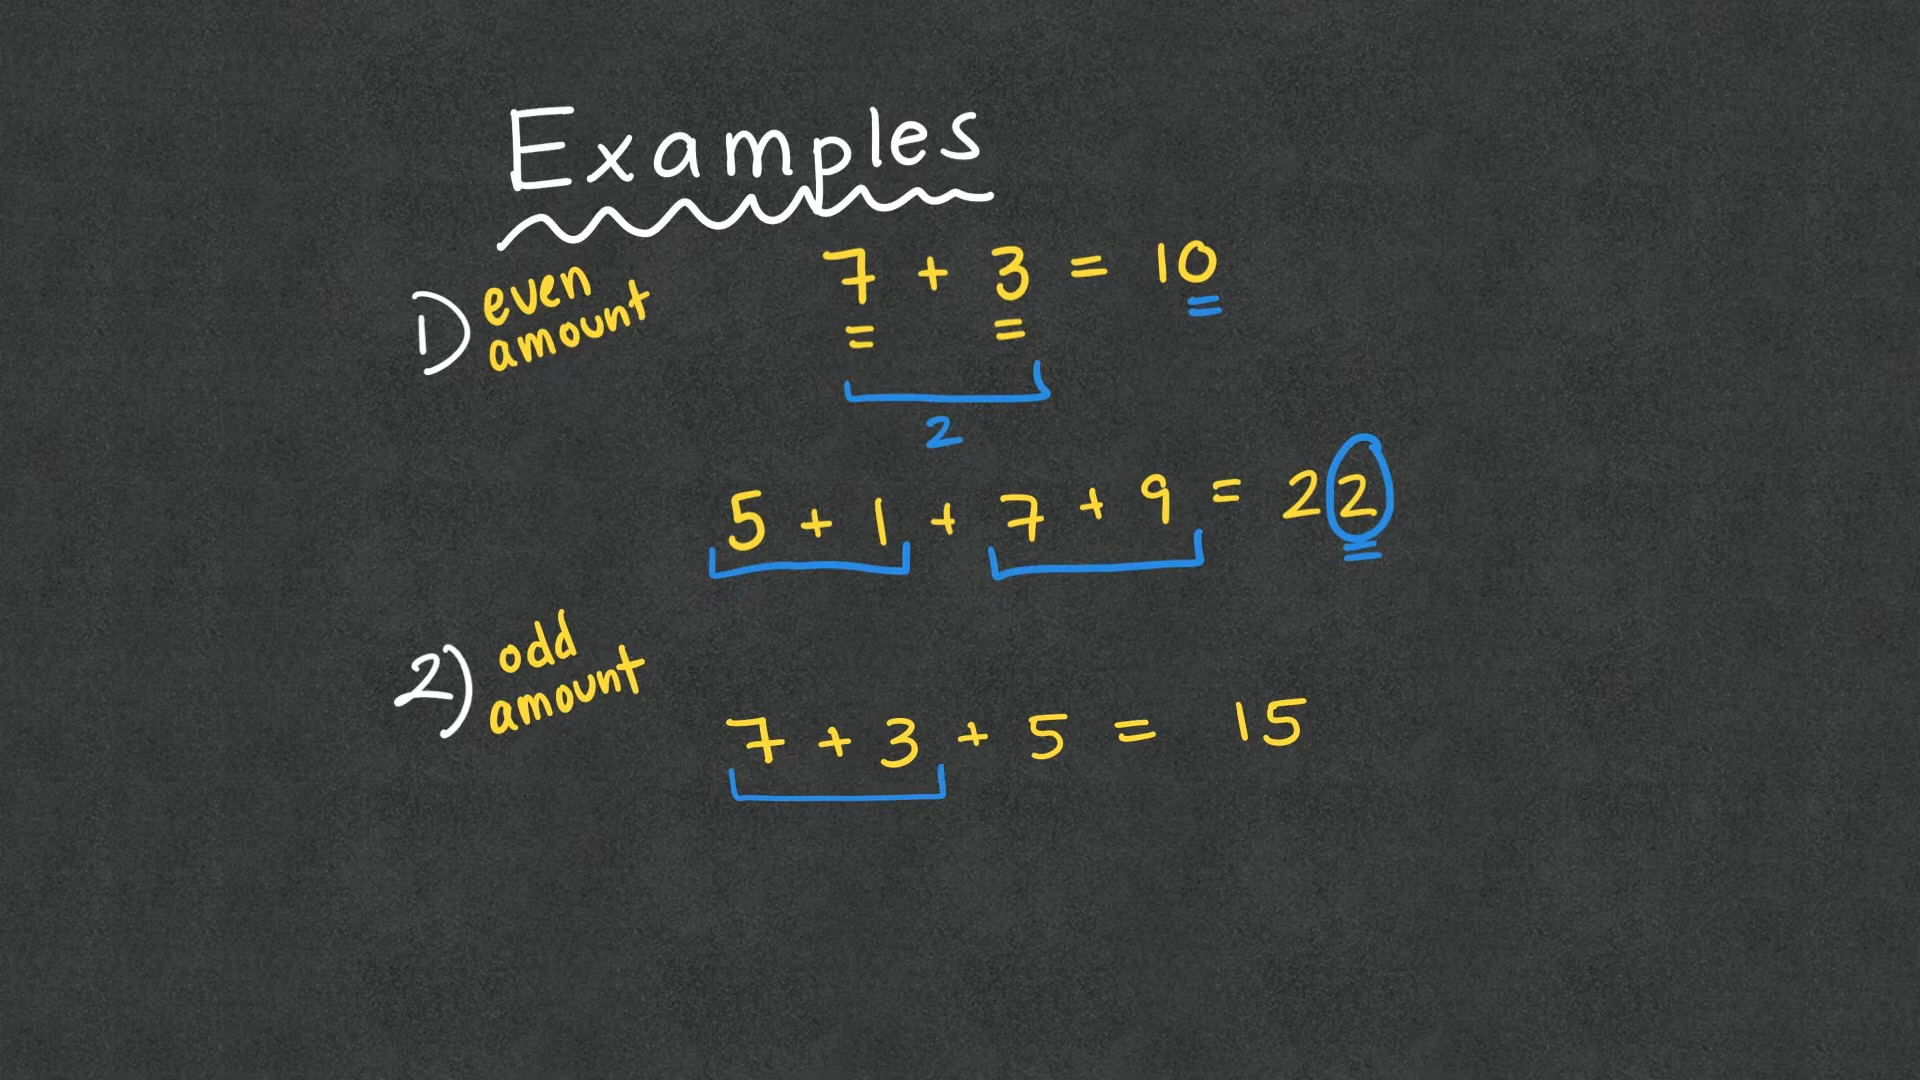 Examples
1) even amount
7 + 3 = 10
2
5 + 1 + 7 + 9 = 22
2) odd amount
7 + 3 + 5 = 15